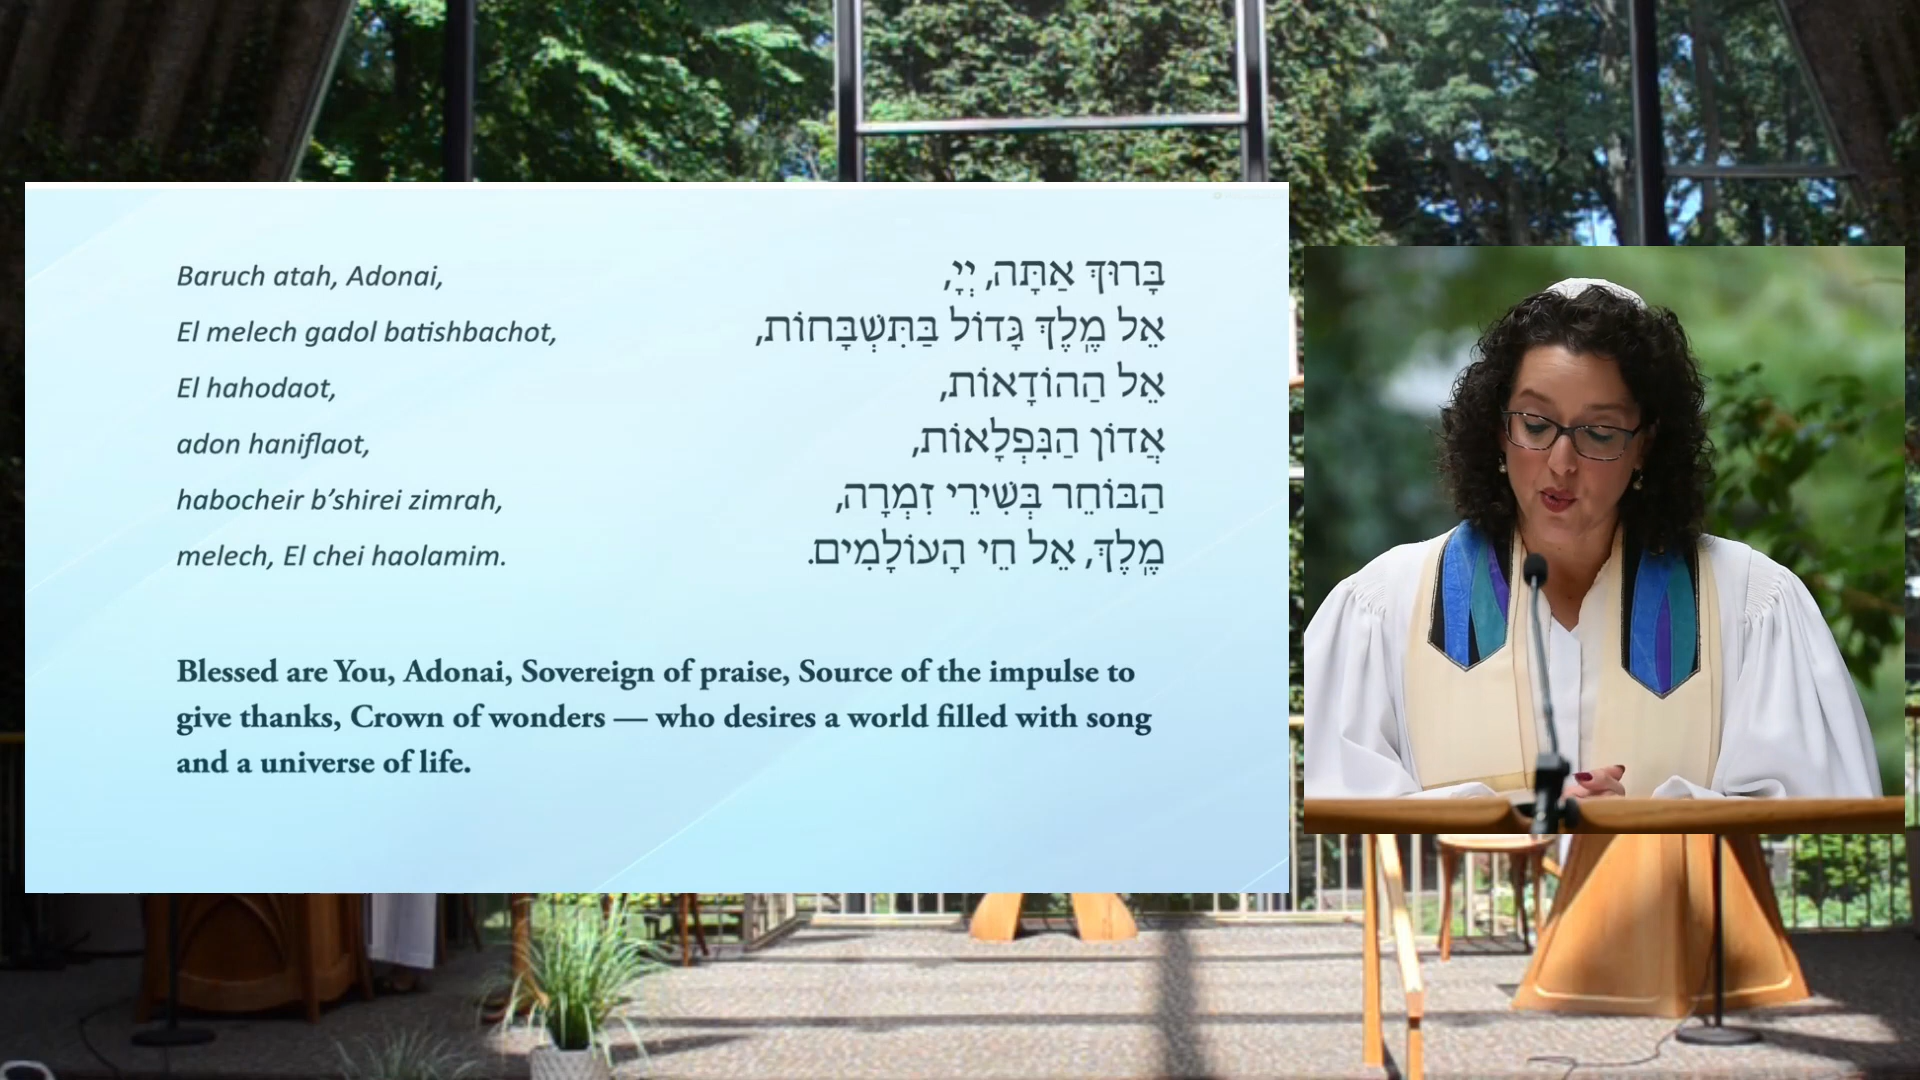 Baruch atah, Adonai,
El melech gadol batishbachot,
El hahodaot,
adon haniflaot,
habocheir b’shirei zimrah,
melech, El chei haolamim.
בָּרוּךְ אַתָּה, יְיָ,
אֵל מֶֽלֶךְ גָּדוֹל בַּתִּשְׁבָּחוֹת,
אֵל הַהוֹדָאוֹת,
אֲדוֹן הַנִּפְלָאוֹת,
הַבּוֹחֵר בְּשִׁירֵי זִמְרָה,
מֶֽלֶךְ, אֵל חֵי הָעוֹלָמִים.
Blessed are You, Adonai, Sovereign of praise, Source of the impulse to
give thanks, Crown of wonders — who desires a world filled with song
and a universe of life.